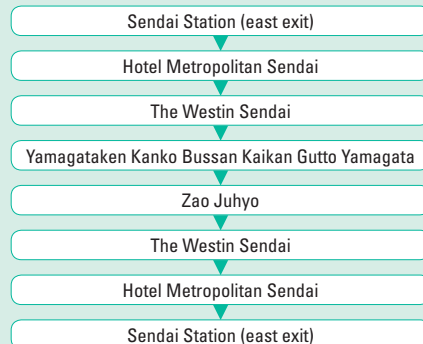 Sendai Station (east exit)
Hotel Metropolitan Sendai
The Westin Sendai
Yamagataken Kanko Bussan Kaikan Gutto Yamagata
Zao Juhyo
The Westin Sendai
Hotel Metropolitan Sendai
Sendai Station (east exit)